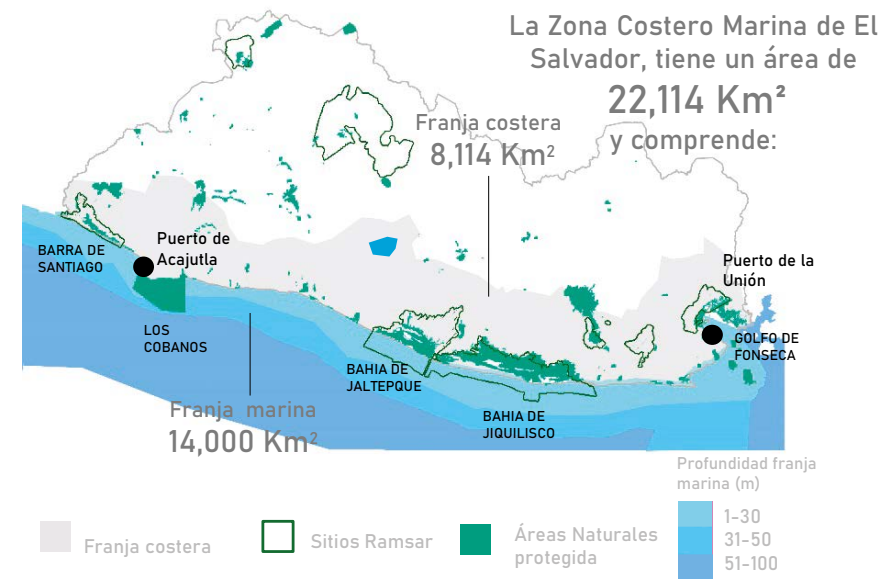 La Zona Costero Marina de El
Salvador, tiene un área de
22,114 Km²
y comprende:
Franja costera
8,114 Km²
Puerto de
Acajutla
BARRA DE
SANTIAGO
Puerto de la
Unión
LOS
COBANOS
GOLFO DE
FONSECA
BAHIA DE
JALTEPQUE
BAHIA DE
JIQUILISCO
Franja marina
14,000 Km²
Profundidad franja
marina (m)
1-30
31-50
51-100
Franja costera
Sitios Ramsar
Áreas Naturales
protegida